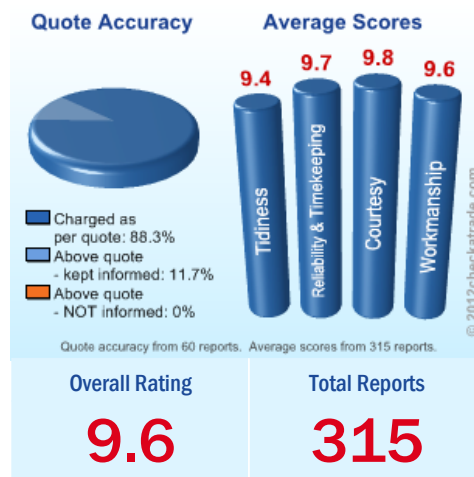 Quote Accuracy
Average Scores
9.4
9.7
9.8
9.6
Tidiness
Reliability & Timekeeping
Courtesy
Workmanship
Charged as
per quote: 88.3%
Above quote
- kept informed: 11.7%
Above quote
- NOT informed: 0%
© 2012checkatrade.com
Quote accuracy from 60 reports. Average scores from 315 reports.
Overall Rating
Total Reports
9.6
315